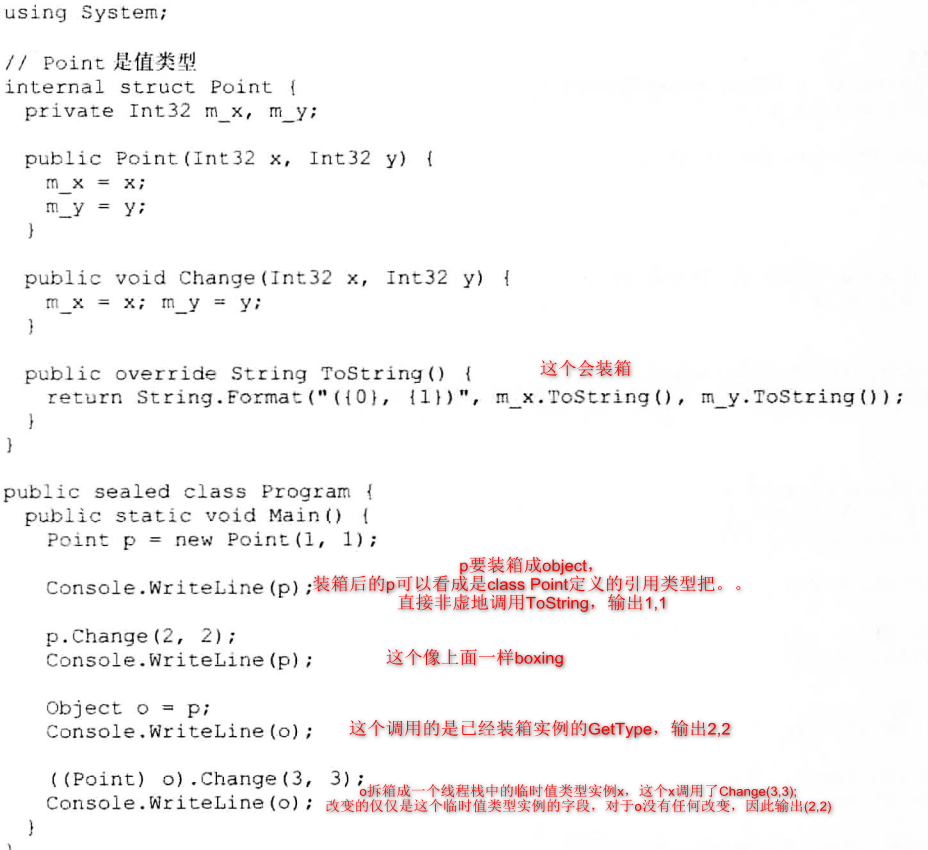 using System;
// Point 是值类型
internal struct Point {
private Int32 m_x, m_y;
public Point(Int32 x, Int32 y) {
m_x = x;
m_y = y;
}
public void Change(Int32 x, Int32 y) {
m_x = x; m_y = y;
}
public override String ToString() {
这个会装箱
return String.Format("({0}, {1})", m_x.ToString(), m_y.ToString());
}
}
public sealed class Program {
public static void Main() {
Point p = new Point(1, 1);
p要装箱成object，
Console.WriteLine(p);
装箱后的p可以看成是class Point定义的引用类型把。。
直接非虚地调用ToString，输出1,1
p.Change(2, 2);
Console.WriteLine(p);
这个像上面一样boxing
Object o = p;
Console.WriteLine(o);
这个调用的是已经装箱实例的GetType，输出2,2
((Point) o).Change(3, 3);
o拆箱成一个线程栈中的临时值类型实例x，这个x调用了Change(3,3);
Console.WriteLine(o);
改变的仅仅是这个临时值类型实例的字段，对于o没有任何改变，因此输出(2,2)
}
}